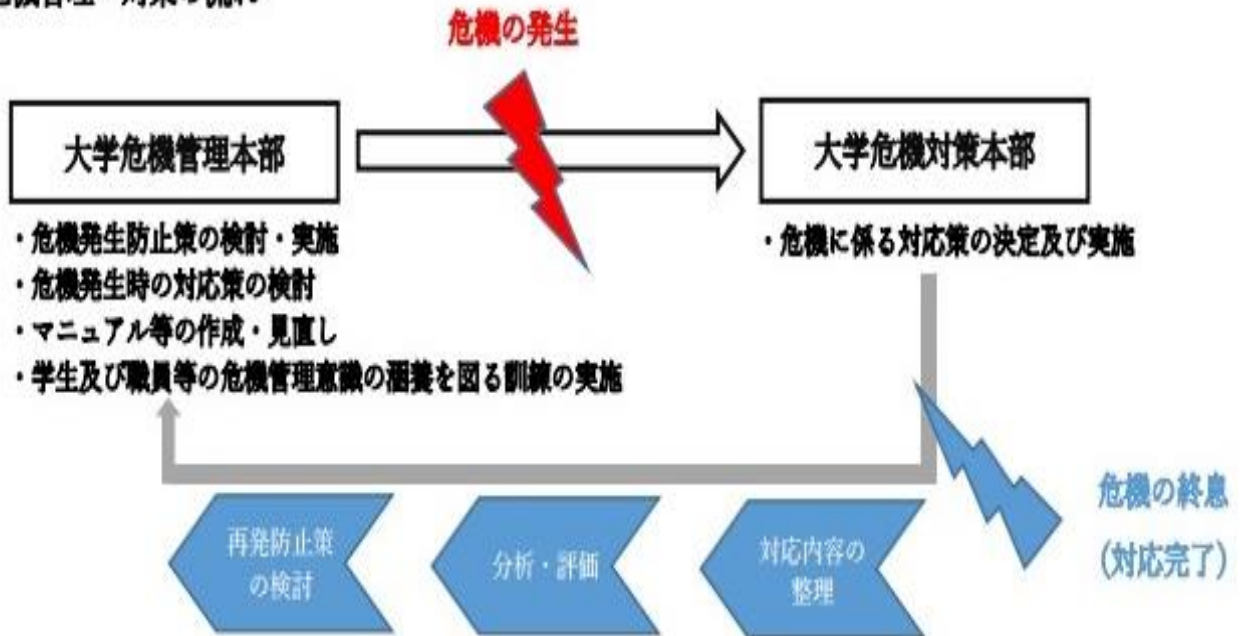 危機の発生
大学危機管理本部
大学危機対策本部
・危機発生防止策の検討・実施
・危機発生時の対応策の検討
・マニュアル等の作成・見直し
・学生及び職員等の危機管理意識の涵養を図る訓練の実施
・危機に係る対応策の決定及び実施
危機の終息
(対応完了)
再発防止策
の検討
分析・評価
対応内容の
整理